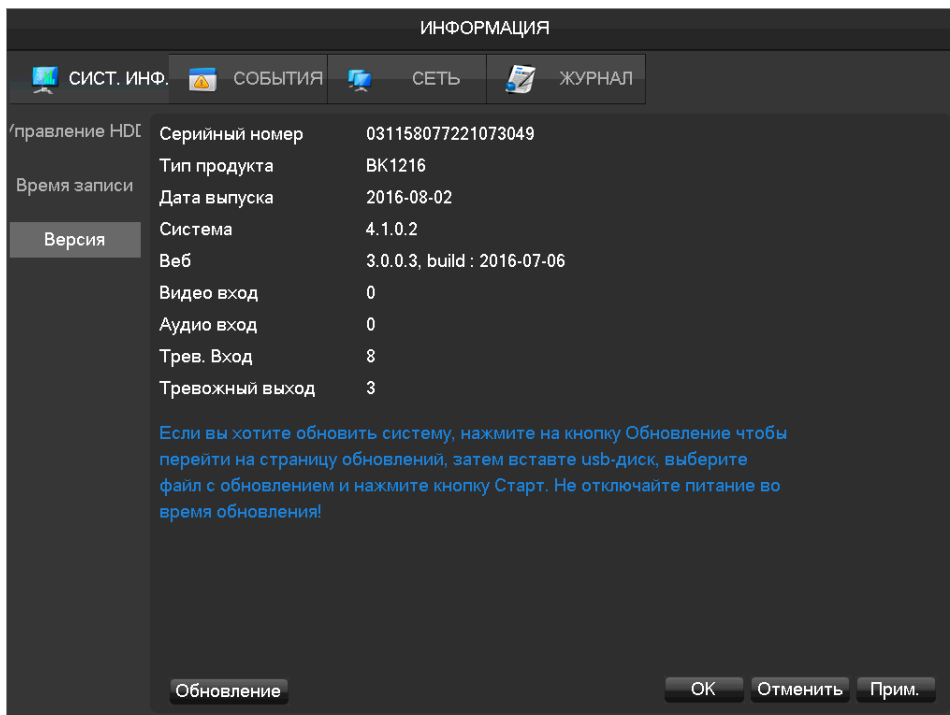 ИНФОРМАЦИЯ
СИСТ. ИНФ. СОБЫТИЯ СЕТЬ ЖУРНАЛ
Управление HDD
Время записи
Версия
Серийный номер 031158077221073049
Тип продукта BK1216
Дата выпуска 2016-08-02
Система 4.1.0.2
Веб 3.0.0.3, build : 2016-07-06
Видео вход 0
Аудио вход 0
Трев. Вход 8
Тревожный выход 3
Если вы хотите обновить систему, нажмите на кнопку Обновление чтобы
перейти на страницу обновлений, затем вставте usb-диск, выберите
файл с обновлением и нажмите кнопку Старт. Не отключайте питание во
время обновления!
Обновление OK Отменить Прим.